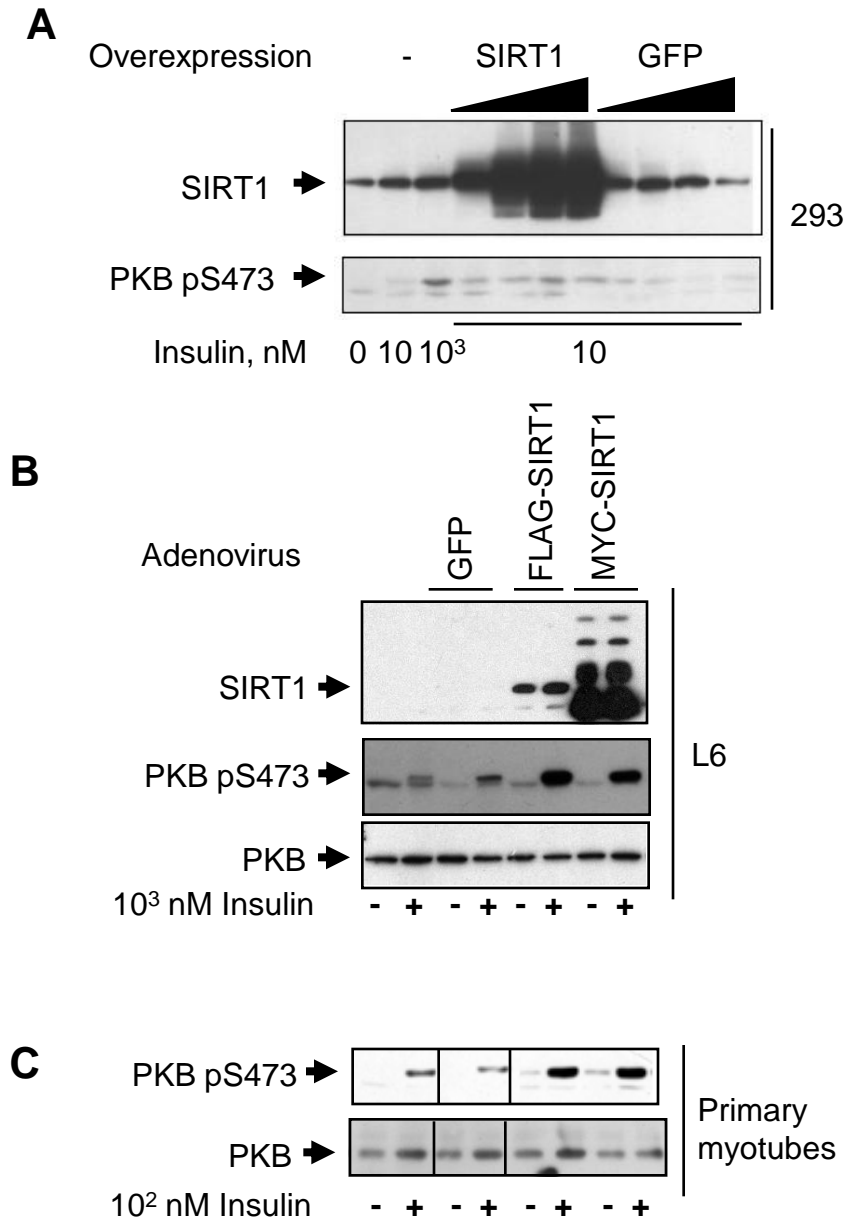 A
Overexpression - SIRT1 GFP
SIRT1
293
PKB pS473
Insulin, nM 0 10 10³ 10
B
Adenovirus GFP FLAG-SIRT1 MYC-SIRT1
SIRT1
PKB pS473
L6
PKB
10³ nM Insulin - + - + - + - +
C
PKB pS473
Primary
myotubes
PKB
10² nM Insulin - + - + - + - +